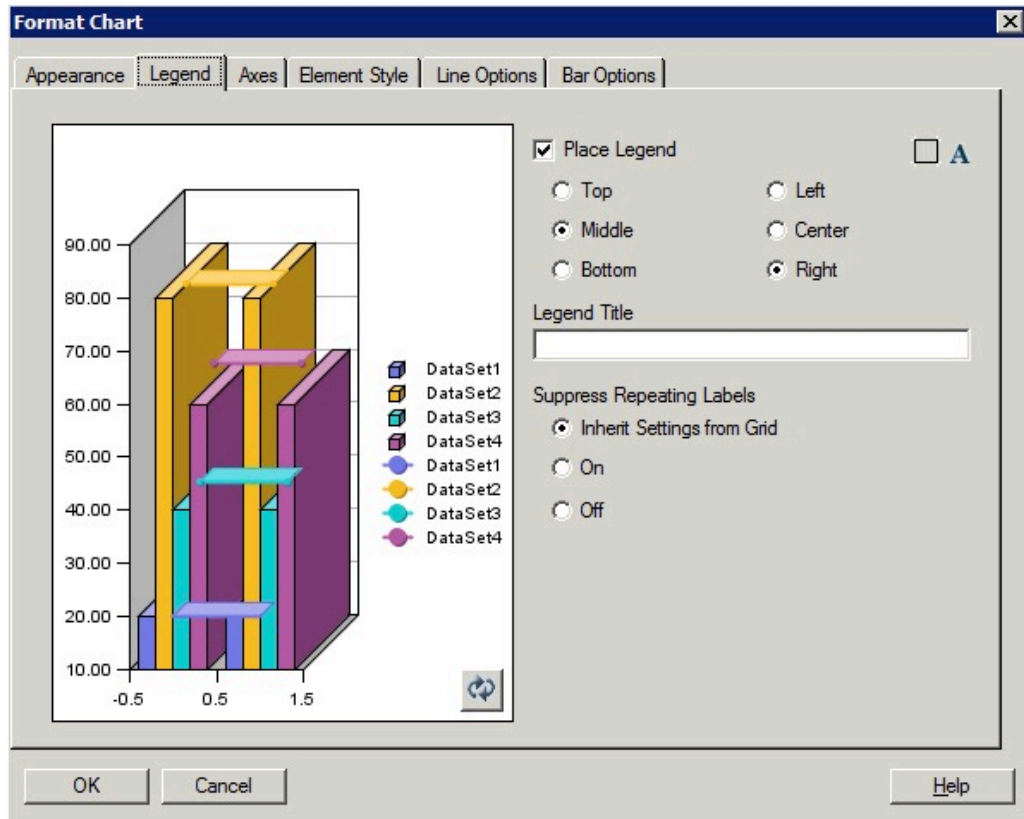 Format Chart
Appearance Legend Axes Element Style Line Options Bar Options
Place Legend A
Top Left
Middle Center
Bottom Right
Legend Title
Suppress Repeating Labels
Inherit Settings from Grid
On
Off
90.00
80.00
70.00
60.00
50.00
40.00
30.00
20.00
10.00
-0.5 0.5 1.5
DataSet1
DataSet2
DataSet3
DataSet4
DataSet1
DataSet2
DataSet3
DataSet4
OK Cancel Help